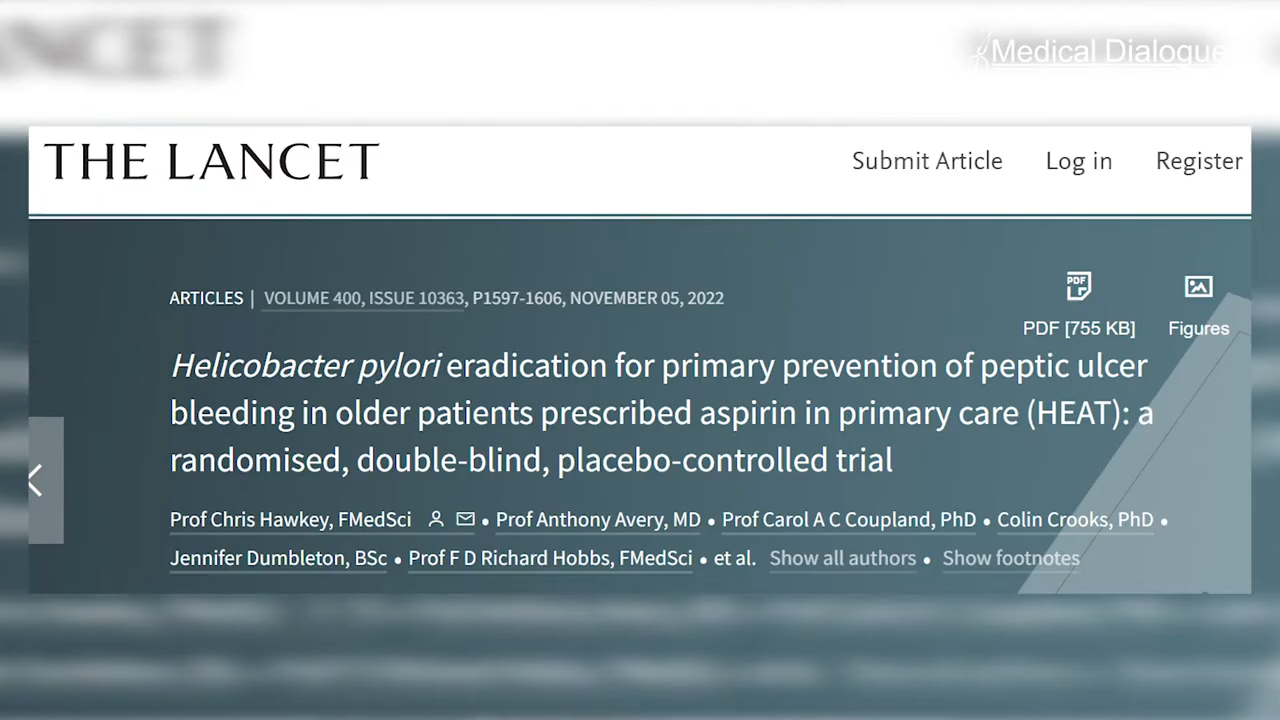 Medical Dialogue
THE LANCET
Submit Article Log in Register
ARTICLES | VOLUME 400, ISSUE 10363, P1597-1606, NOVEMBER 05, 2022
PDF [755 KB] Figures
Helicobacter pylori eradication for primary prevention of peptic ulcer
bleeding in older patients prescribed aspirin in primary care (HEAT): a
randomised, double-blind, placebo-controlled trial
Prof Chris Hawkey, FMedSci • Prof Anthony Avery, MD • Prof Carol A C Coupland, PhD • Colin Crooks, PhD •
Jennifer Dumbleton, BSc • Prof F D Richard Hobbs, FMedSci • et al. Show all authors • Show footnotes